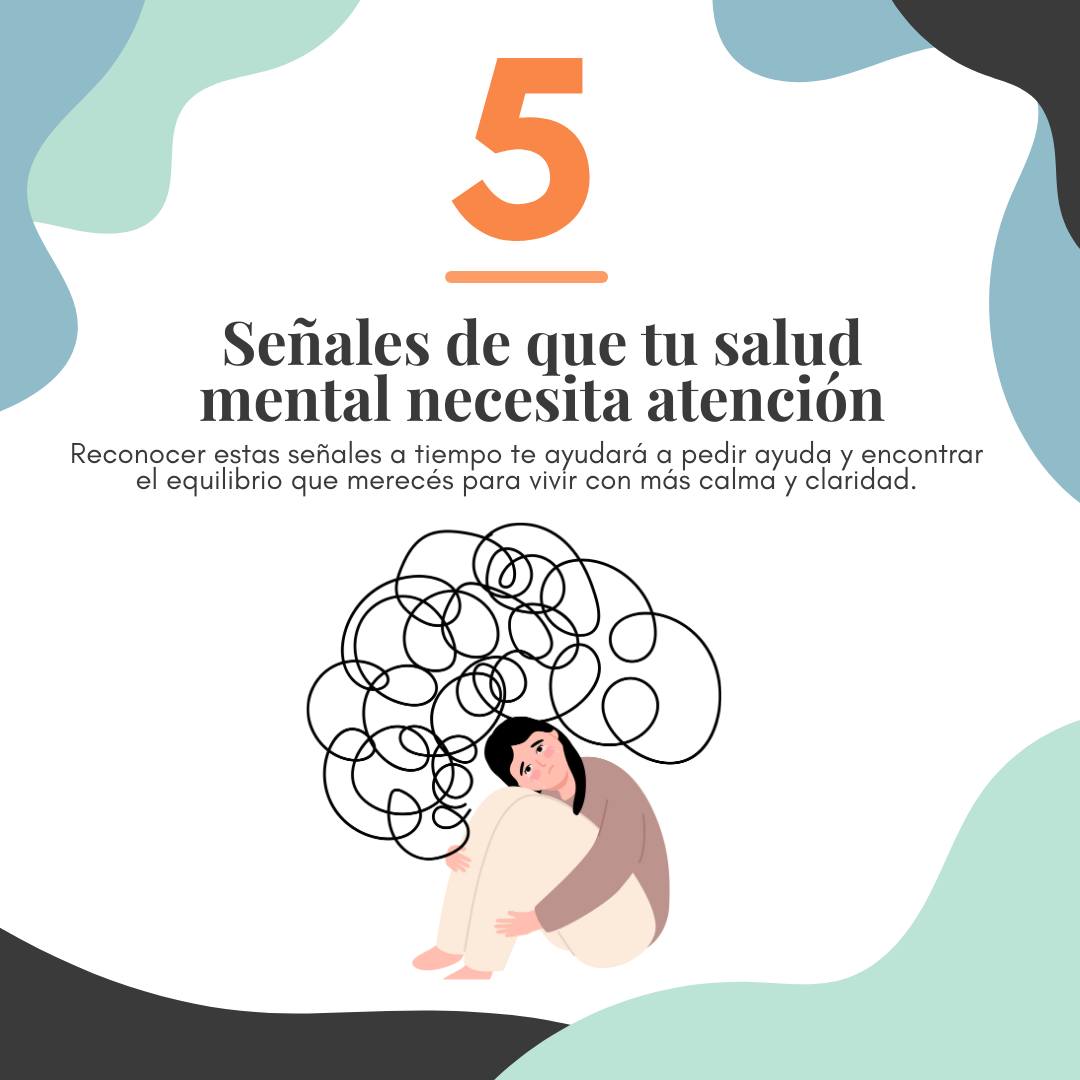 5
Señales de que tu salud
mental necesita atención
Reconocer estas señales a tiempo te ayudará a pedir ayuda y encontrar
el equilibrio que merecés para vivir con más calma y claridad.